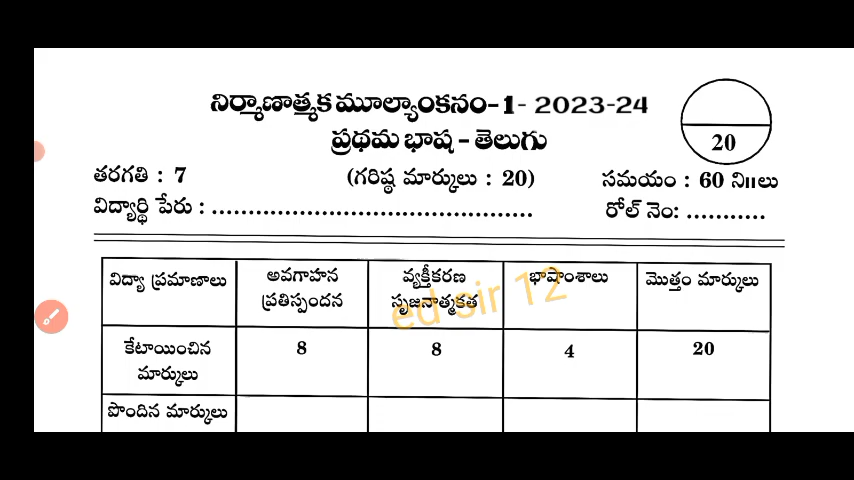 నిర్మాణాత్మక మూల్యాంకనం-1- 2023-24
ప్రథమ భాష - తెలుగు
20
తరగతి : 7 (గరిష్ఠ మార్కులు : 20) సమయం : 60 ని॥లు
విద్యార్థి పేరు : ............................................ రోల్ నెం: ...........
విద్యా ప్రమాణాలు అవగాహన ప్రతిస్పందన వ్యక్తీకరణ సృజనాత్మకత భాషాంశాలు మొత్తం మార్కులు
ed sir 12
కేటాయించిన మార్కులు 8 8 4 20
పొందిన మార్కులు